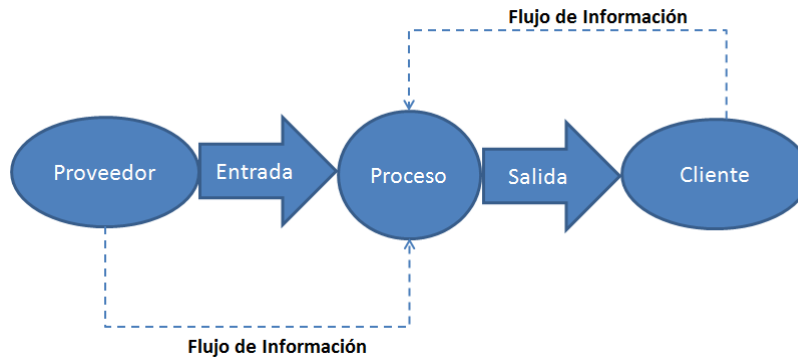 Flujo de Información
Proveedor
Entrada
Proceso
Salida
Cliente
Flujo de Información